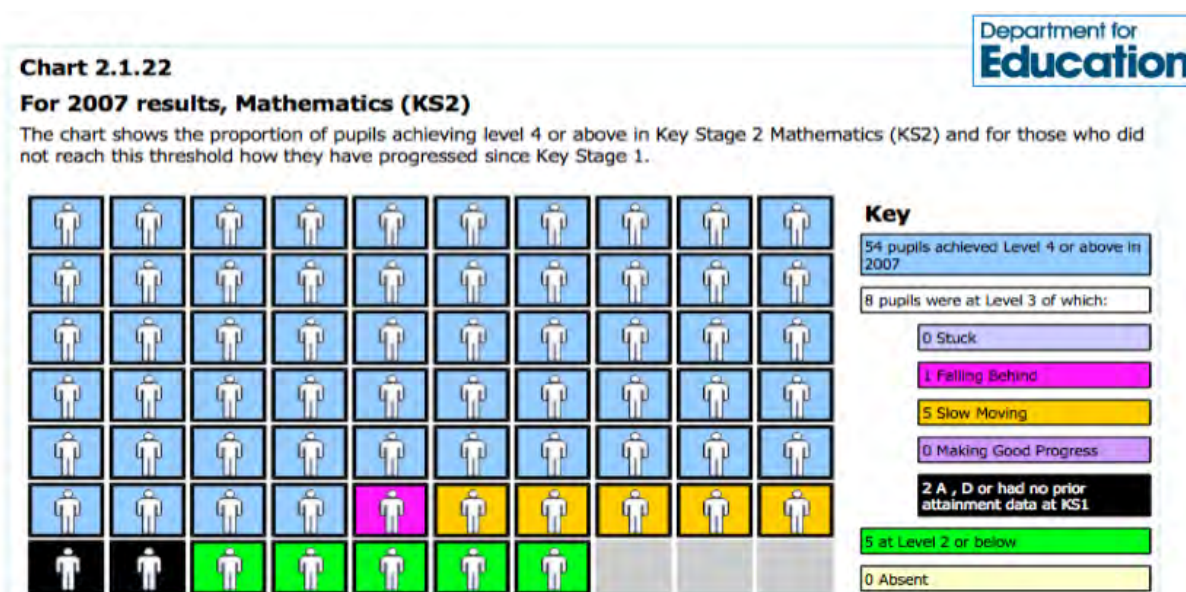 Department for
Education
Chart 2.1.22
For 2007 results, Mathematics (KS2)
The chart shows the proportion of pupils achieving level 4 or above in Key Stage 2 Mathematics (KS2) and for those who did
not reach this threshold how they have progressed since Key Stage 1.
Key
54 pupils achieved Level 4 or above in
2007
8 pupils were at Level 3 of which:
0 Stuck
1 Falling Behind
5 Slow Moving
0 Making Good Progress
2 A , D or had no prior
attainment data at KS1
5 at Level 2 or below
0 Absent